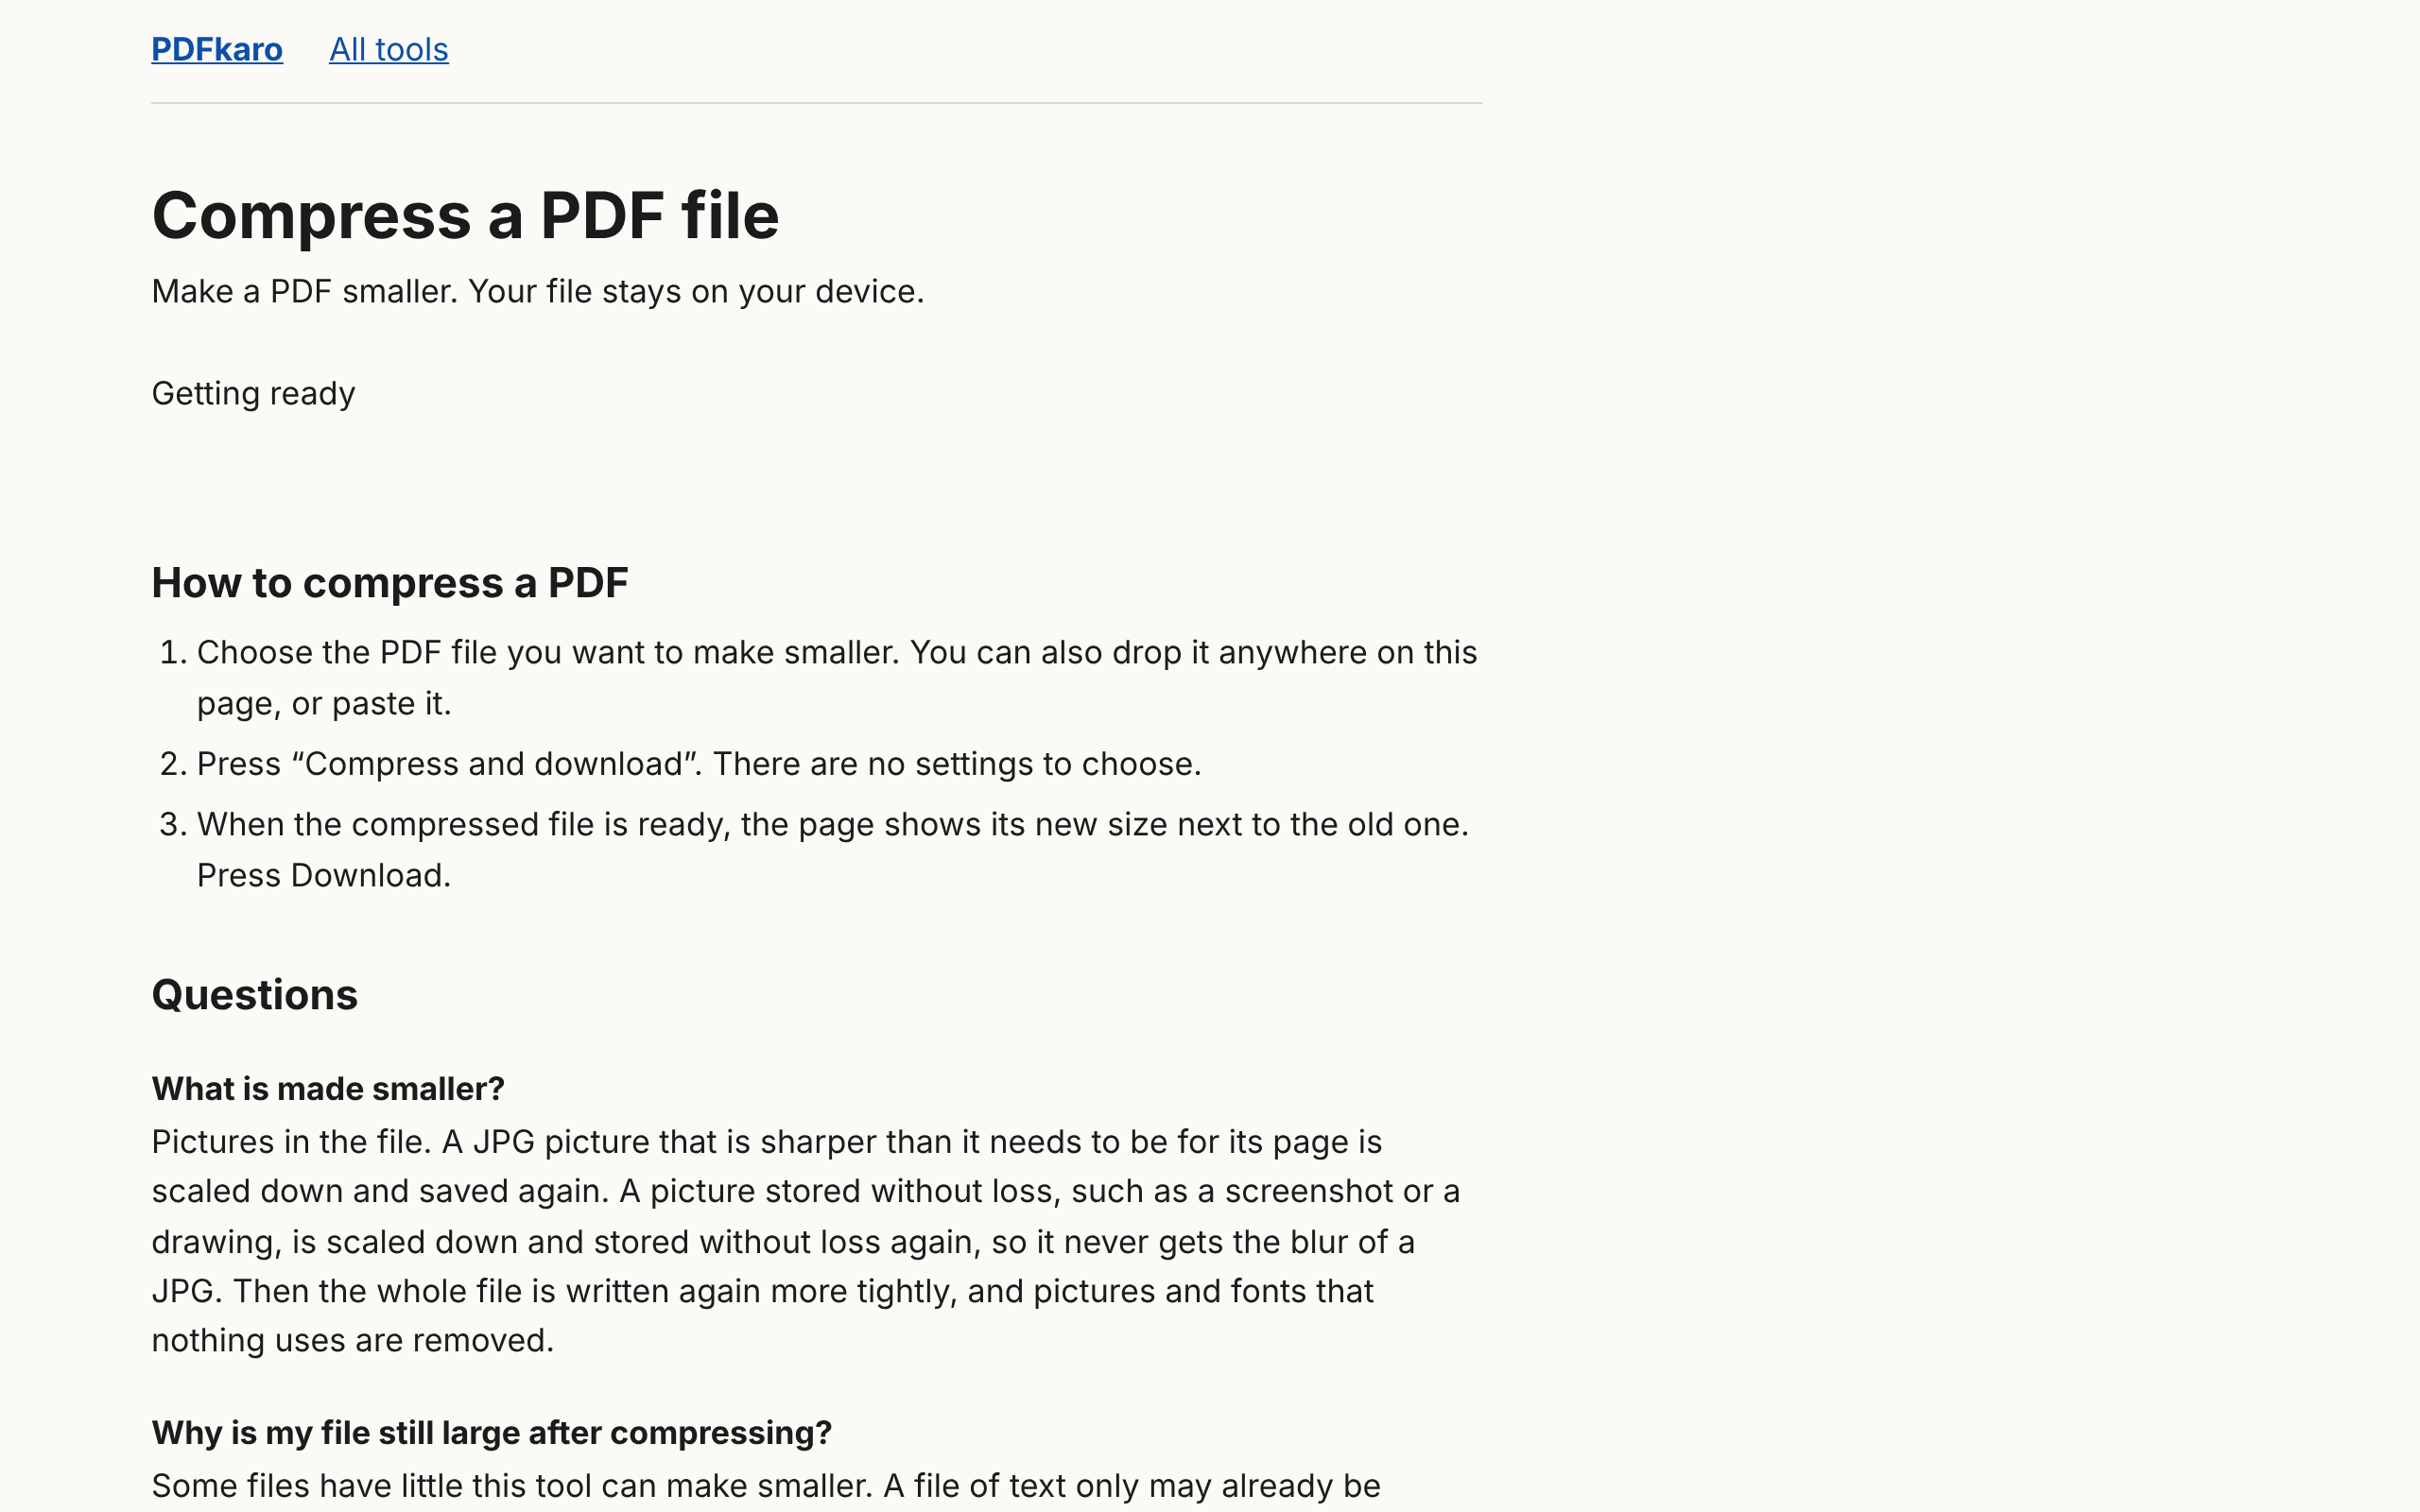 PDFkaro All tools
Compress a PDF file
Make a PDF smaller. Your file stays on your device.
Getting ready
How to compress a PDF
1. Choose the PDF file you want to make smaller. You can also drop it anywhere on this
page, or paste it.
2. Press “Compress and download”. There are no settings to choose.
3. When the compressed file is ready, the page shows its new size next to the old one.
Press Download.
Questions
What is made smaller?
Pictures in the file. A JPG picture that is sharper than it needs to be for its page is
scaled down and saved again. A picture stored without loss, such as a screenshot or a
drawing, is scaled down and stored without loss again, so it never gets the blur of a
JPG. Then the whole file is written again more tightly, and pictures and fonts that
nothing uses are removed.
Why is my file still large after compressing?
Some files have little this tool can make smaller. A file of text only may already be